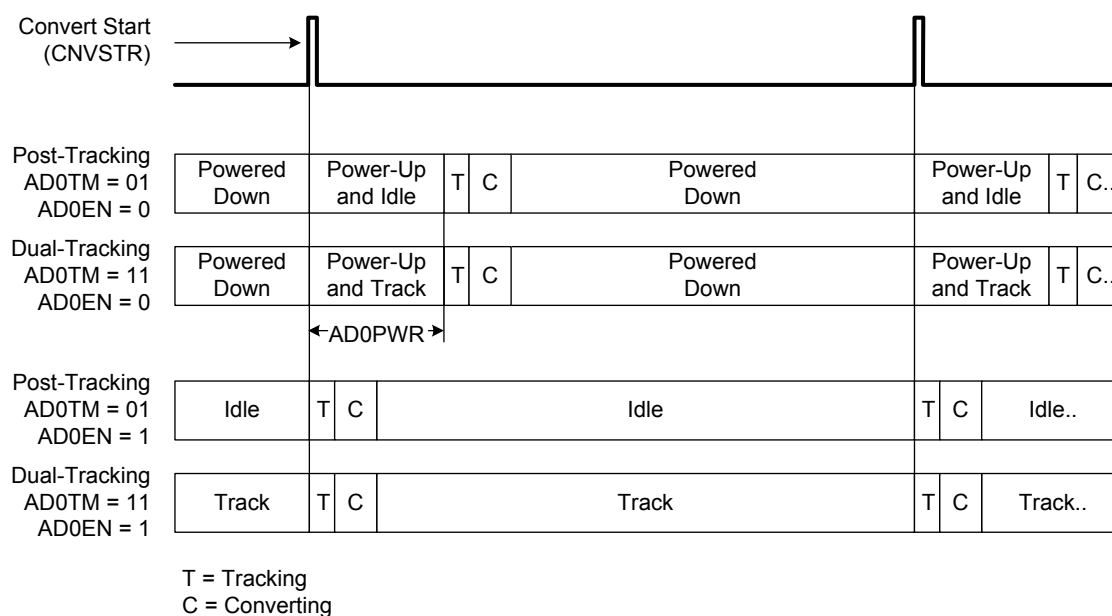 Convert Start
(CNVSTR)
Post-Tracking
AD0TM = 01
AD0EN = 0
Powered
Down
Power-Up
and Idle
T
C
Powered
Down
Power-Up
and Idle
T
C..
Dual-Tracking
AD0TM = 11
AD0EN = 0
Powered
Down
Power-Up
and Track
T
C
Powered
Down
Power-Up
and Track
T
C..
AD0PWR
Post-Tracking
AD0TM = 01
AD0EN = 1
Idle
T
C
Idle
T
C
Idle..
Dual-Tracking
AD0TM = 11
AD0EN = 1
Track
T
C
Track
T
C
Track..
T = Tracking
C = Converting